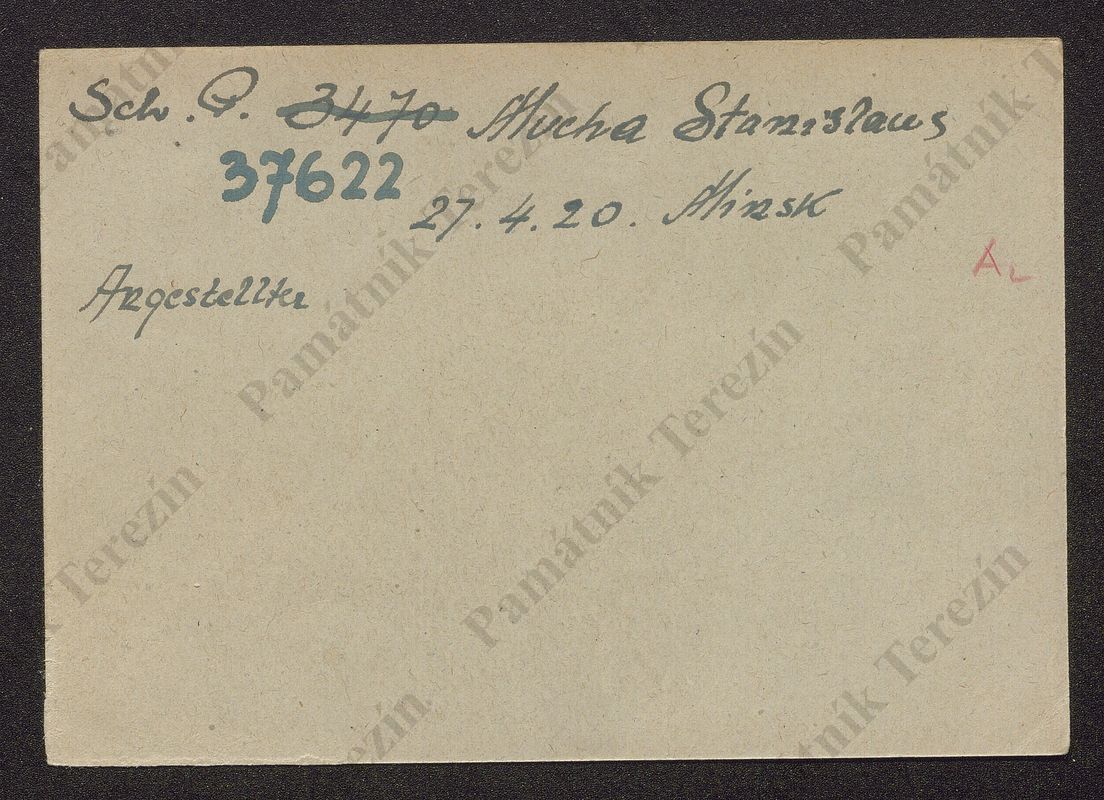 Sch. P. 3470 Mucha Stanislaus
37622
27.4.20. Minsk
Angestellter
Památník Terezín